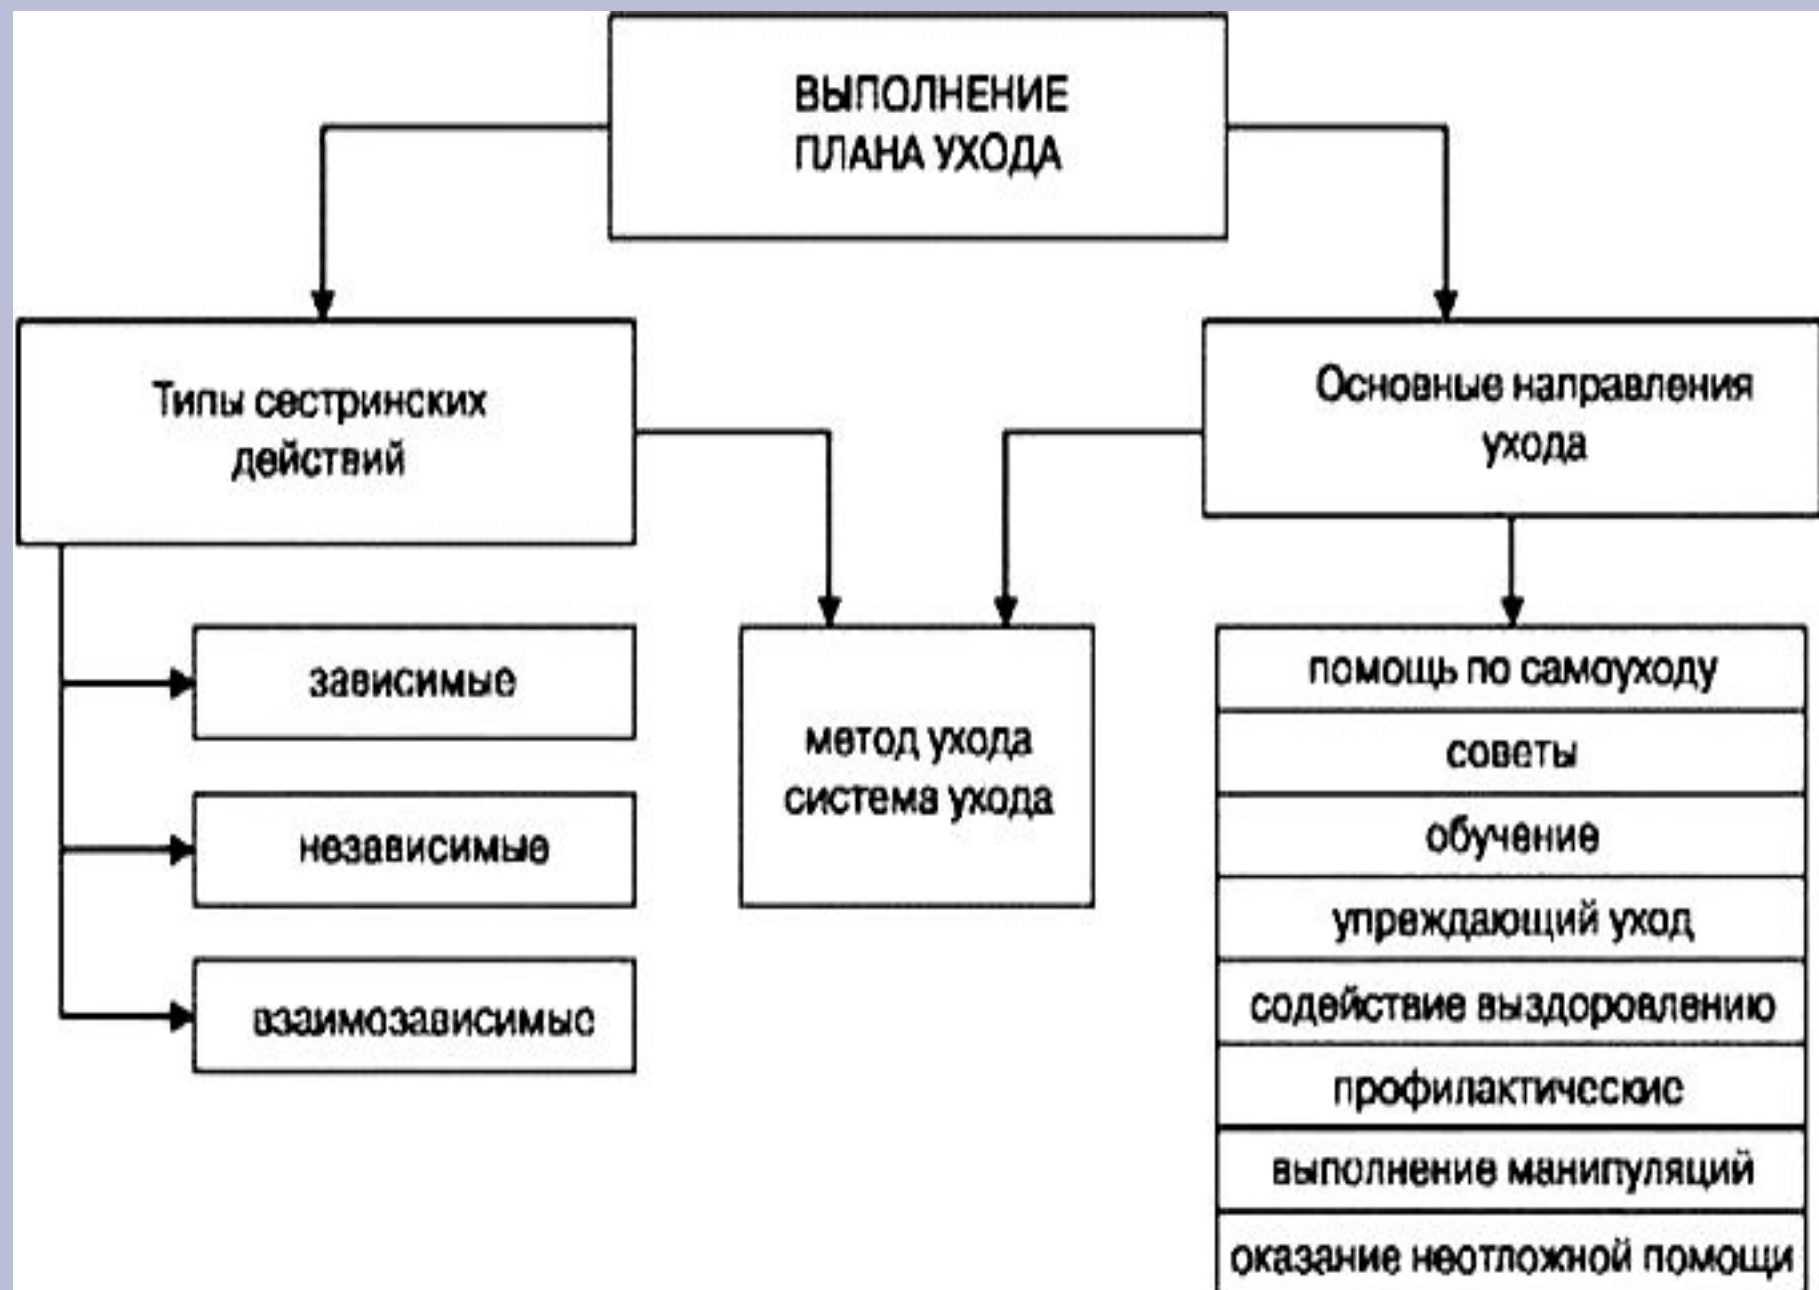 ВЫПОЛНЕНИЕ
ПЛАНА УХОДА
Типы сестринских
действий
Основные направления
ухода
зависимые
независимые
взаимозависимые
метод ухода
система ухода
помощь по самоуходу
советы
обучение
упреждающий уход
содействие выздоровлению
профилактические
выполнение манипуляций
оказание неотложной помощи